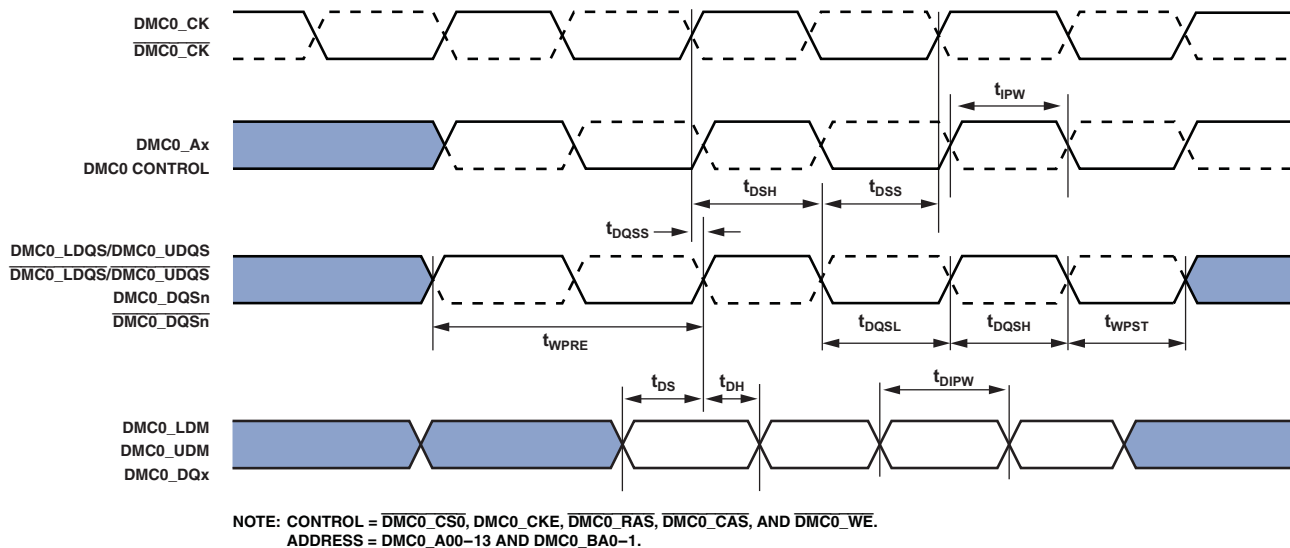 DMC0_CK
DMC0_CK
tIPW
DMC0_Ax
DMC0 CONTROL
tDSH
tDSS
tDQSS
DMC0_LDQS/DMC0_UDQS
DMC0_LDQS/DMC0_UDQS
DMC0_DQSn
DMC0_DQSn
tWPRE
tDQSL
tDQSH
tWPST
tDS
tDH
tDIPW
DMC0_LDM
DMC0_UDM
DMC0_DQx
NOTE: CONTROL = DMC0_CS0, DMC0_CKE, DMC0_RAS, DMC0_CAS, AND DMC0_WE.
ADDRESS = DMC0_A00–13 AND DMC0_BA0–1.